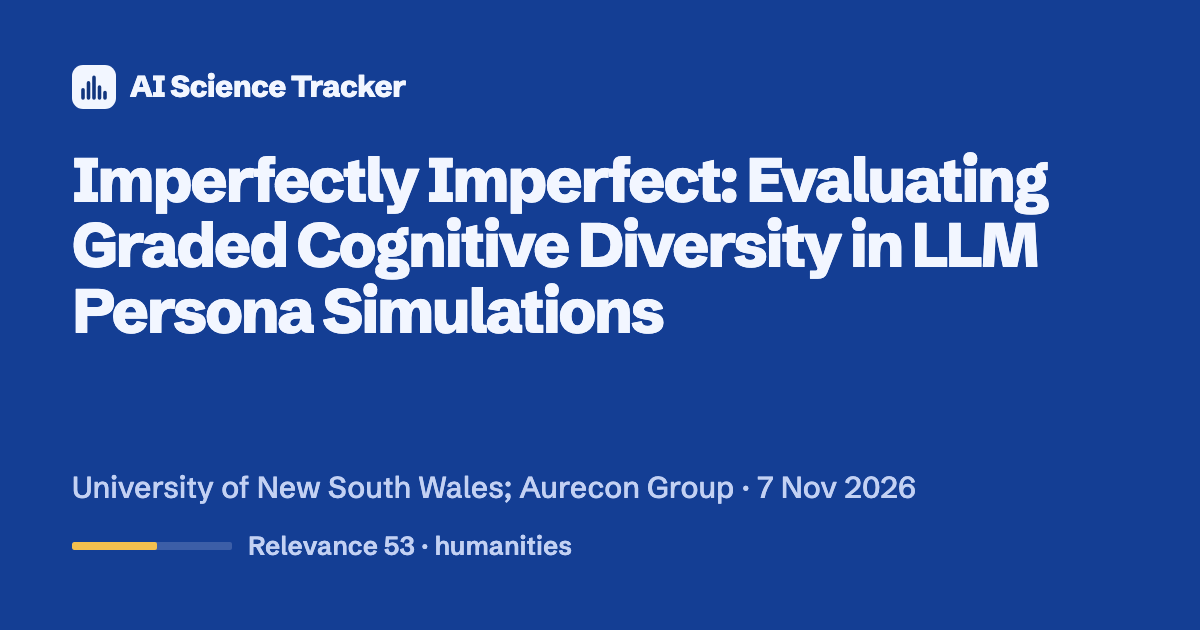 AI Science Tracker
Imperfectly Imperfect: Evaluating
Graded Cognitive Diversity in LLM
Persona Simulations
University of New South Wales; Aurecon Group · 7 Nov 2026
Relevance 53 · humanities